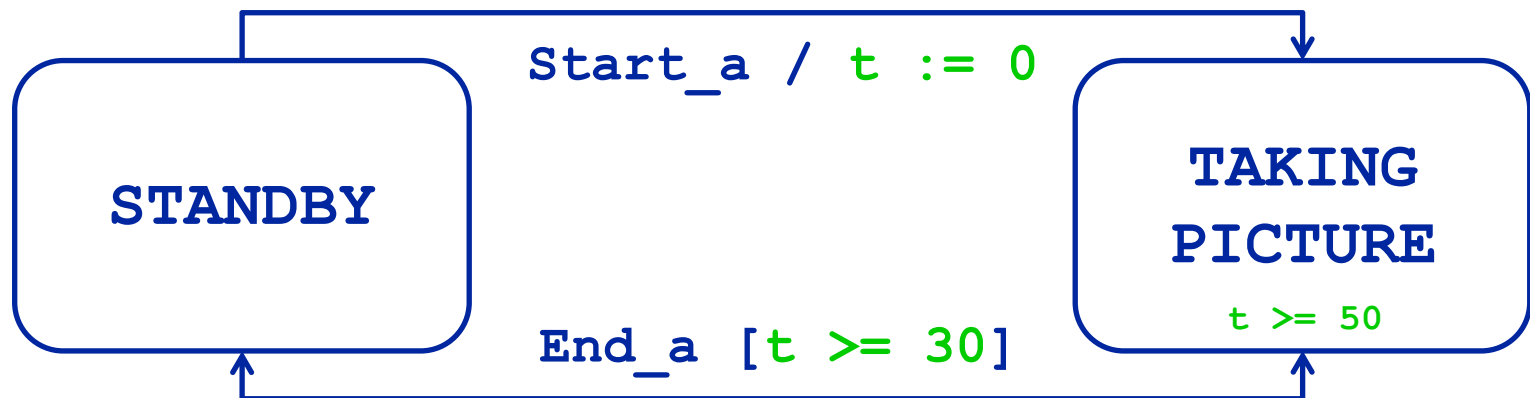 Start_a / t := 0
STANDBY
TAKING
PICTURE
t >= 50
End_a [t >= 30]